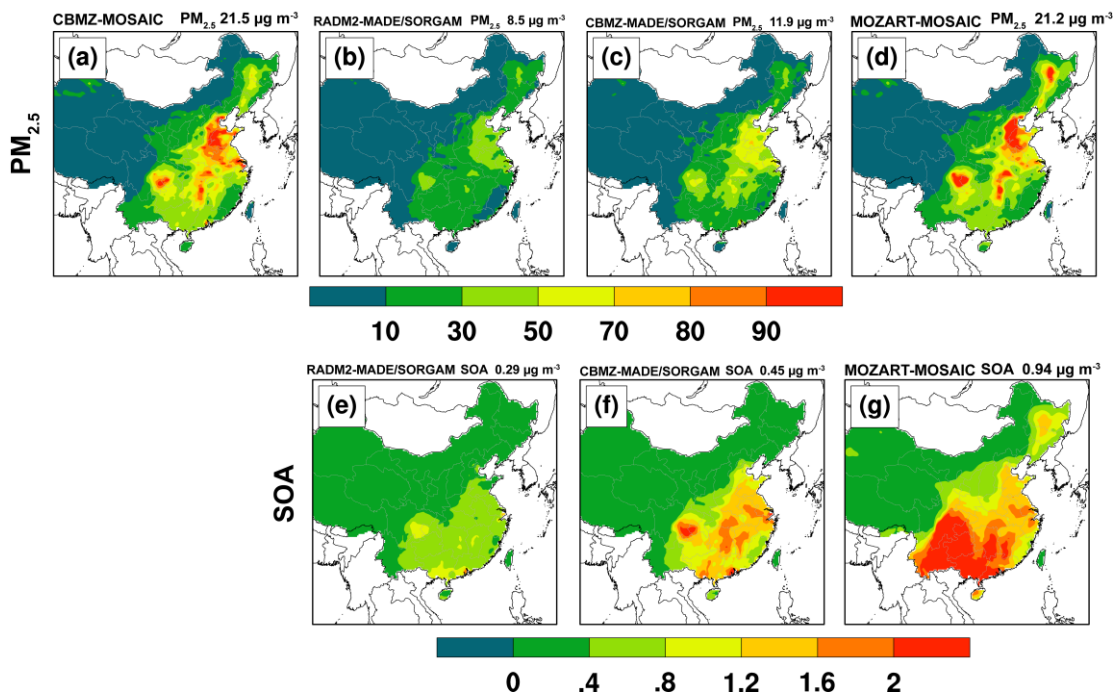 CBMZ-MOSAIC PM2.5 21.5 µg m-3
RADM2-MADE/SORGAM PM2.5 8.5 µg m-3
CBMZ-MADE/SORGAM PM2.5 11.9 µg m-3
MOZART-MOSAIC PM2.5 21.2 µg m-3
(a)
(b)
(c)
(d)
PM2.5
10 30 50 70 80 90
RADM2-MADE/SORGAM SOA 0.29 µg m-3
CBMZ-MADE/SORGAM SOA 0.45 µg m-3
MOZART-MOSAIC SOA 0.94 µg m-3
(e)
(f)
(g)
SOA
0 .4 .8 1.2 1.6 2